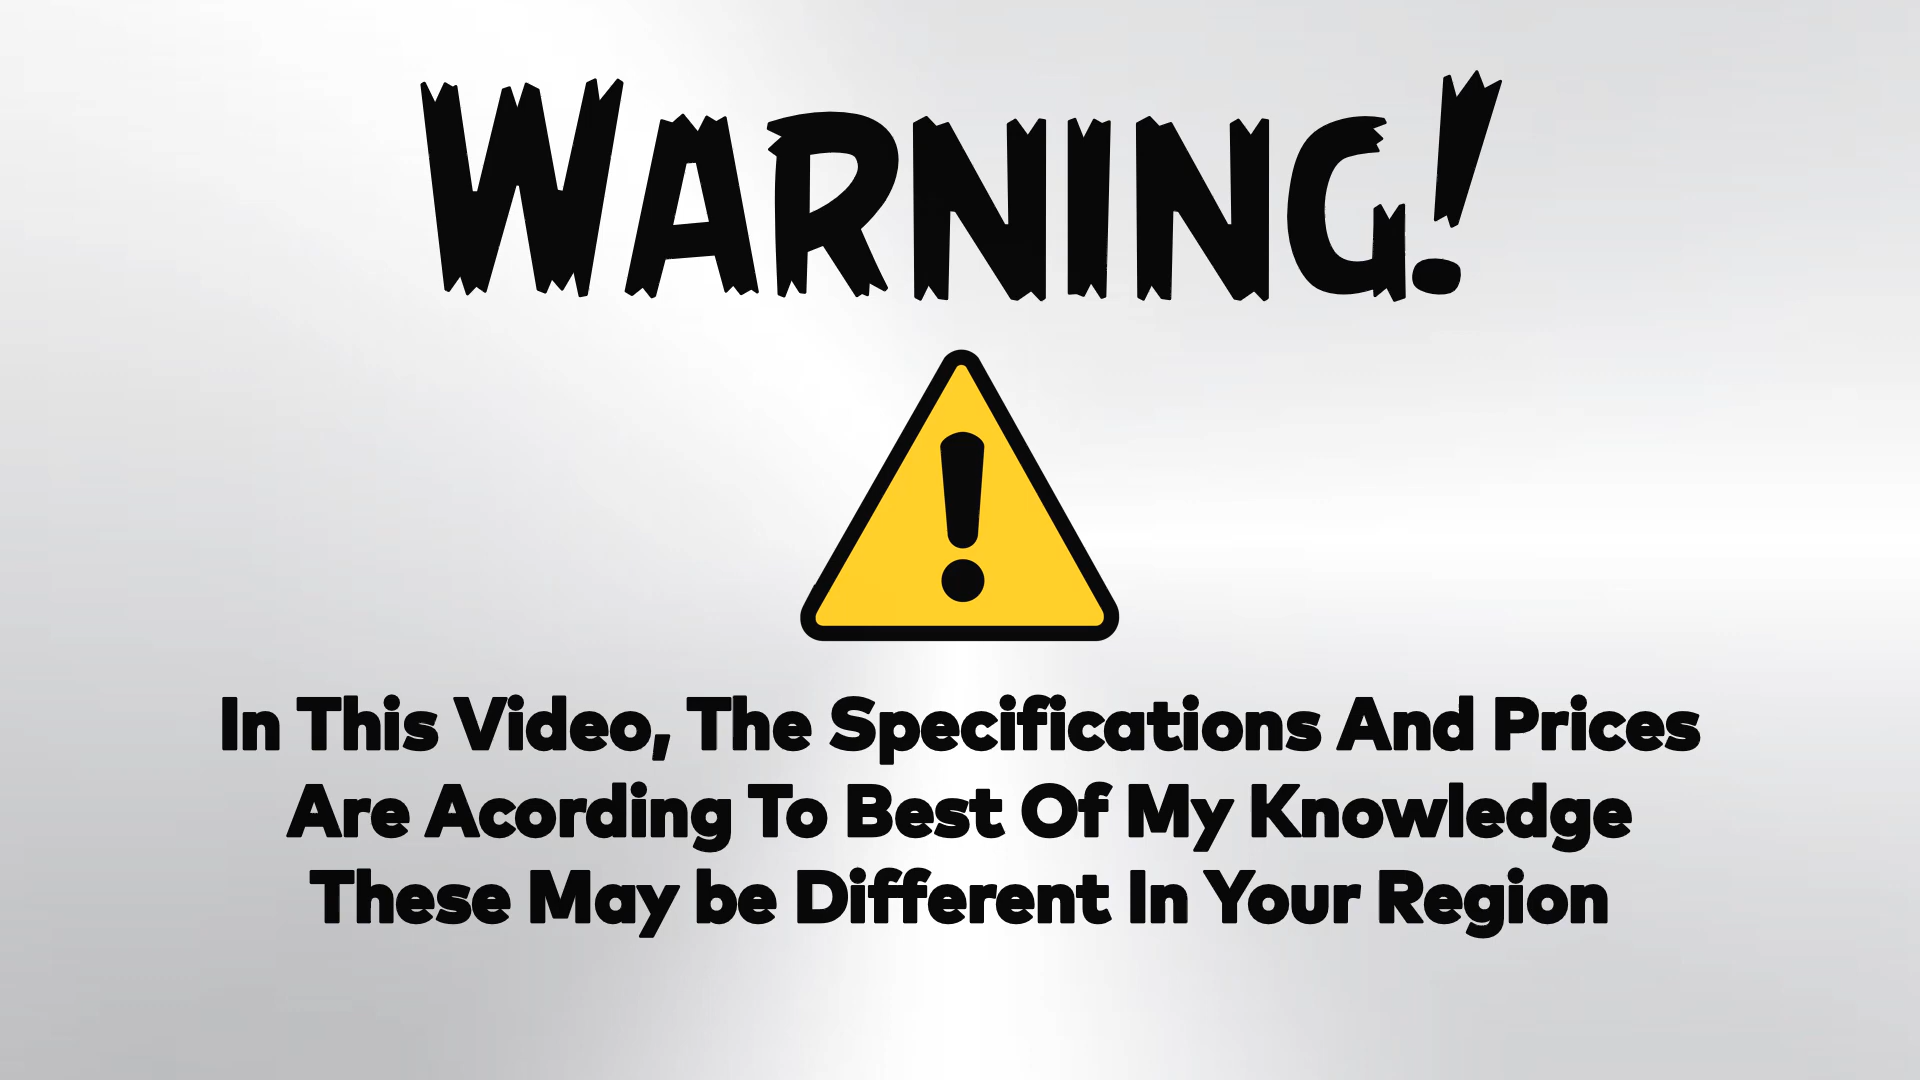 WARNING!
In This Video, The Specifications And Prices
Are Acording To Best Of My Knowledge
These May be Different In Your Region